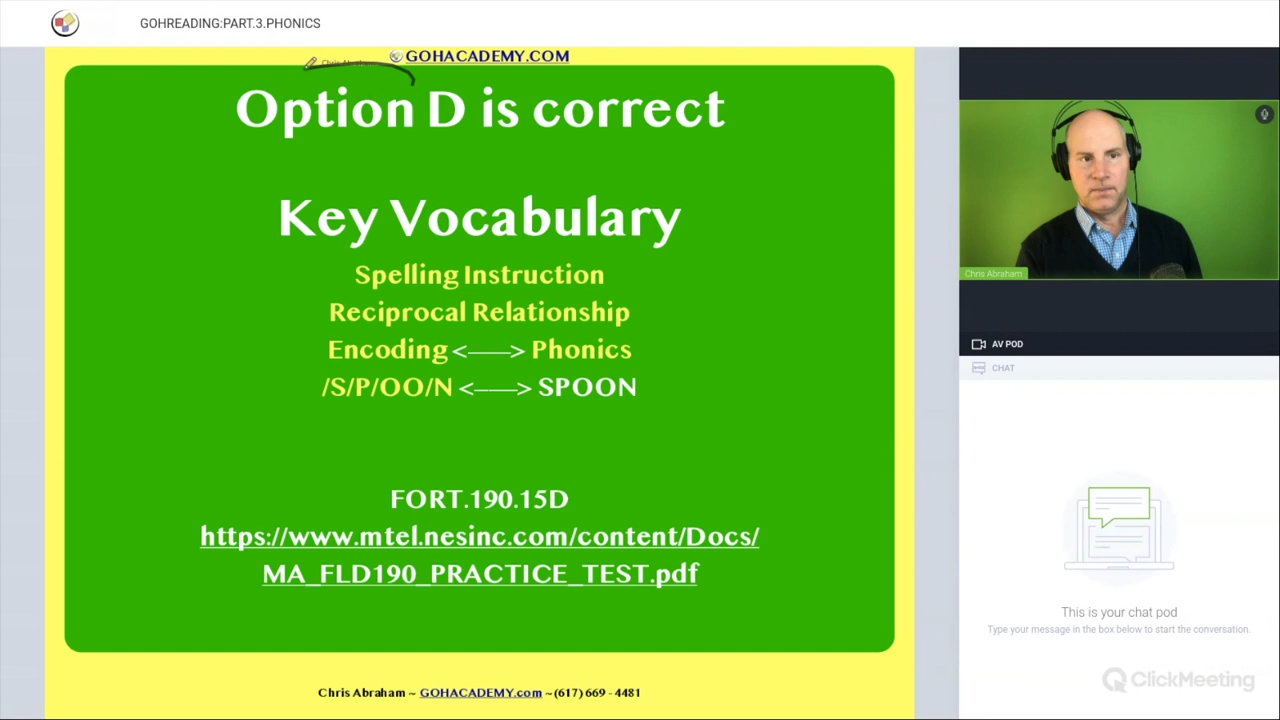 GOHREADING:PART.3.PHONICS
Chris Abraham
GOHACADEMY.COM
Option D is correct
Key Vocabulary
Spelling Instruction
Reciprocal Relationship
Encoding <——> Phonics
/S/P/OO/N <——> SPOON
FORT.190.15D
https://www.mtel.nesinc.com/content/Docs/
MA_FLD190_PRACTICE_TEST.pdf
Chris Abraham ~ GOHACADEMY.com ~ (617) 669 - 4481
Chris Abraham
AV POD
CHAT
This is your chat pod
Type your message in the box below to start the conversation.
ClickMeeting